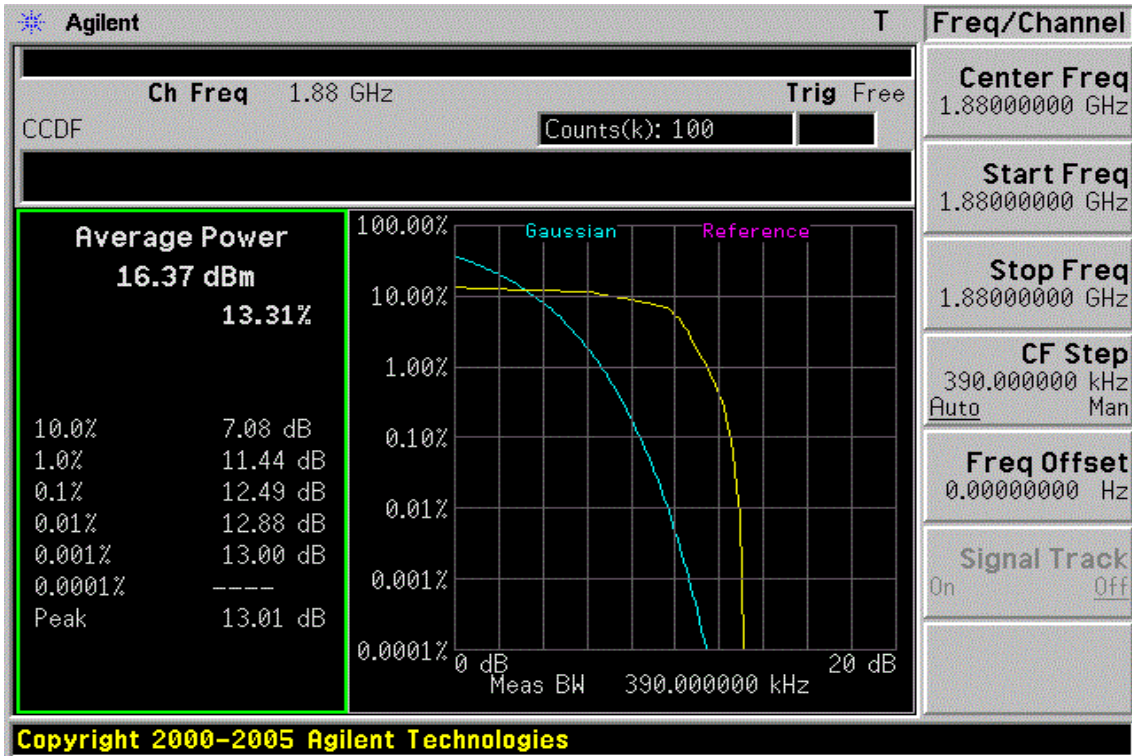 Agilent T
Ch Freq 1.88 GHz Trig Free
CCDF Counts(k): 100
Average Power
16.37 dBm
13.31%
10.0% 7.08 dB
1.0% 11.44 dB
0.1% 12.49 dB
0.01% 12.88 dB
0.001% 13.00 dB
0.0001% ----
Peak 13.01 dB
Gaussian Reference
100.00%
10.00%
1.00%
0.10%
0.01%
0.001%
0.0001%
0 dB 20 dB
Meas BW 390.000000 kHz
Freq/Channel
Center Freq
1.88000000 GHz
Start Freq
1.88000000 GHz
Stop Freq
1.88000000 GHz
CF Step
390.000000 kHz
Auto Man
Freq Offset
0.00000000 Hz
Signal Track
On Off
Copyright 2000-2005 Agilent Technologies